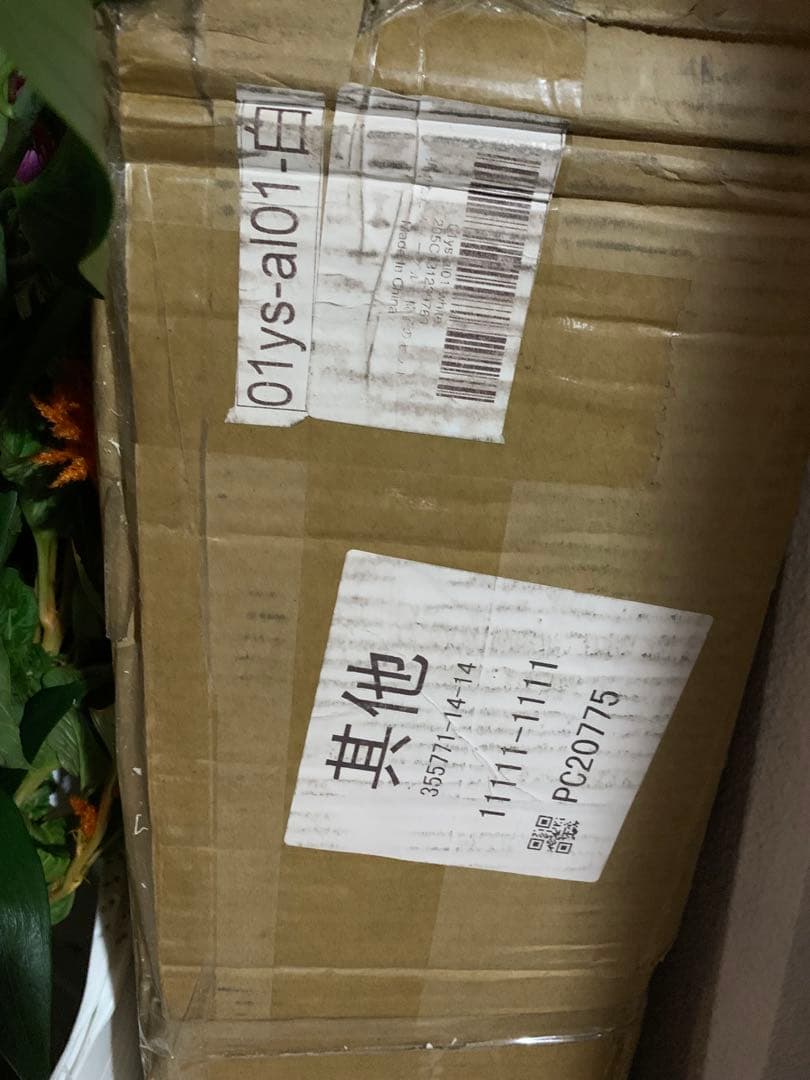 01ys-al01-白
Made In China
其他
355771-14-14
11111-1111
PC20775